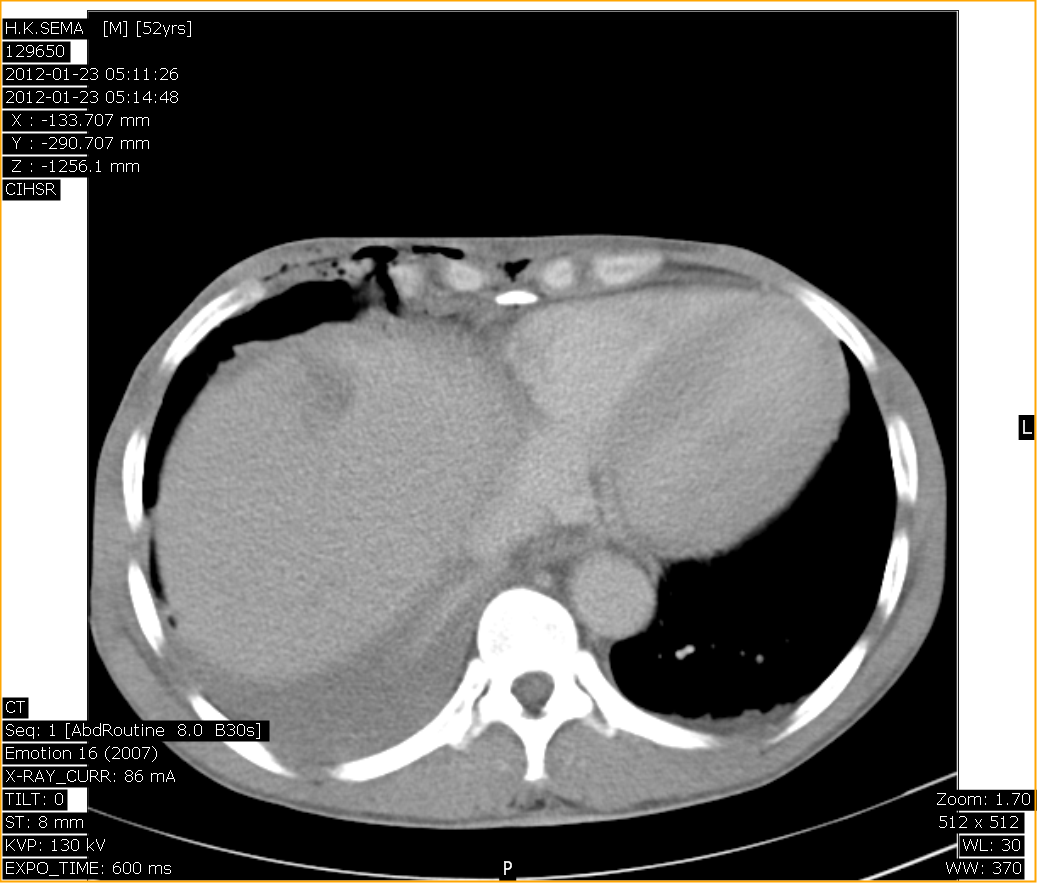 H.K.SEMA [M] [52yrs]
129650
2012-01-23 05:11:26
2012-01-23 05:14:48
X : -133.707 mm
Y : -290.707 mm
Z : -1256.1 mm
CIHSR
L
CT
Seq: 1 [AbdRoutine 8.0 B30s]
Emotion 16 (2007)
X-RAY_CURR: 86 mA
TILT: 0
ST: 8 mm
KVP: 130 kV
EXPO_TIME: 600 ms
P
Zoom: 1.70
512 x 512
WL: 30
WW: 370